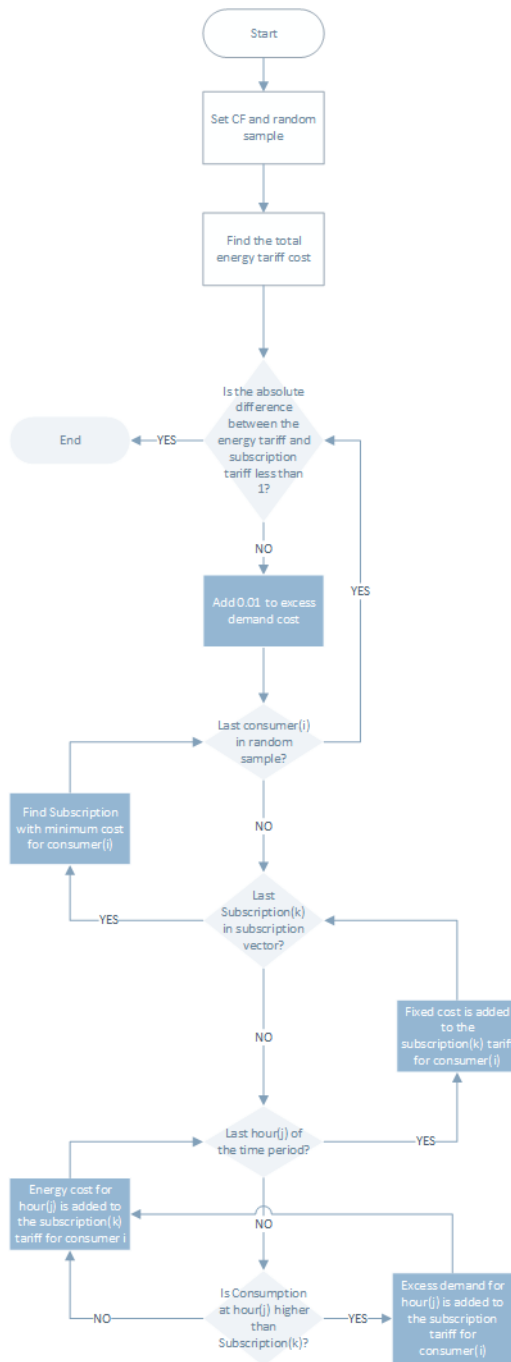 Start
Set CF and random
sample
Find the total
energy tariff cost
Is the absolute
difference
between the
energy tariff and
subscription
tariff less than
1?
YES
End
NO
Add 0.01 to excess
demand cost
YES
Last consumer(i)
in random
sample?
Find Subscription
with minimum cost
for consumer(i)
NO
Last
Subscription(k)
in subscription
vector?
YES
Fixed cost is added
to the
subscription(k) tariff
for consumer(i)
NO
Last hour(j) of
the time period?
YES
Energy cost for
hour(j) is added to
the subscription(k)
tariff for consumer i
NO
Is Consumption
at hour(j) higher
than
Subscription(k)?
NO
YES
Excess demand for
hour(j) is added to
the subscription
tariff for
consumer(i)